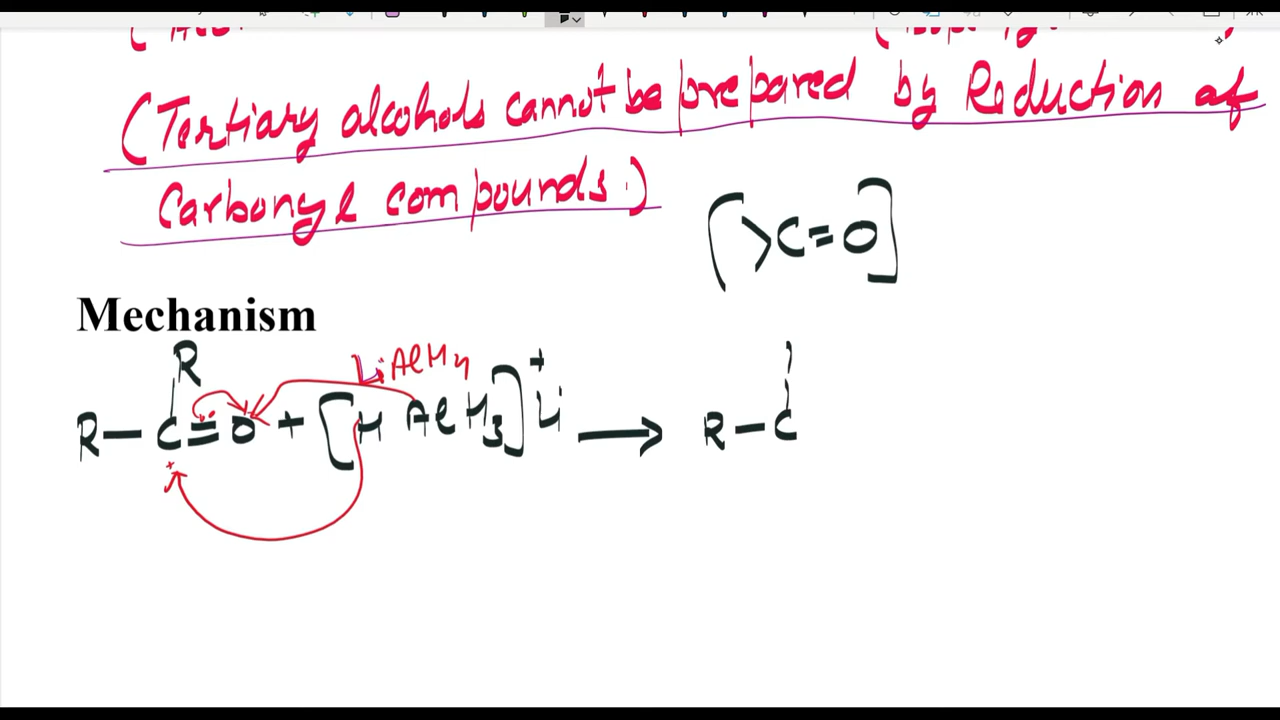 (Tertiary alcohols cannot be prepared by Reduction of
Carbonyl compounds.)
[>C=O]
Mechanism
R LiAlH4
R-C=O + [H AlH3] Li+ → R-C
+